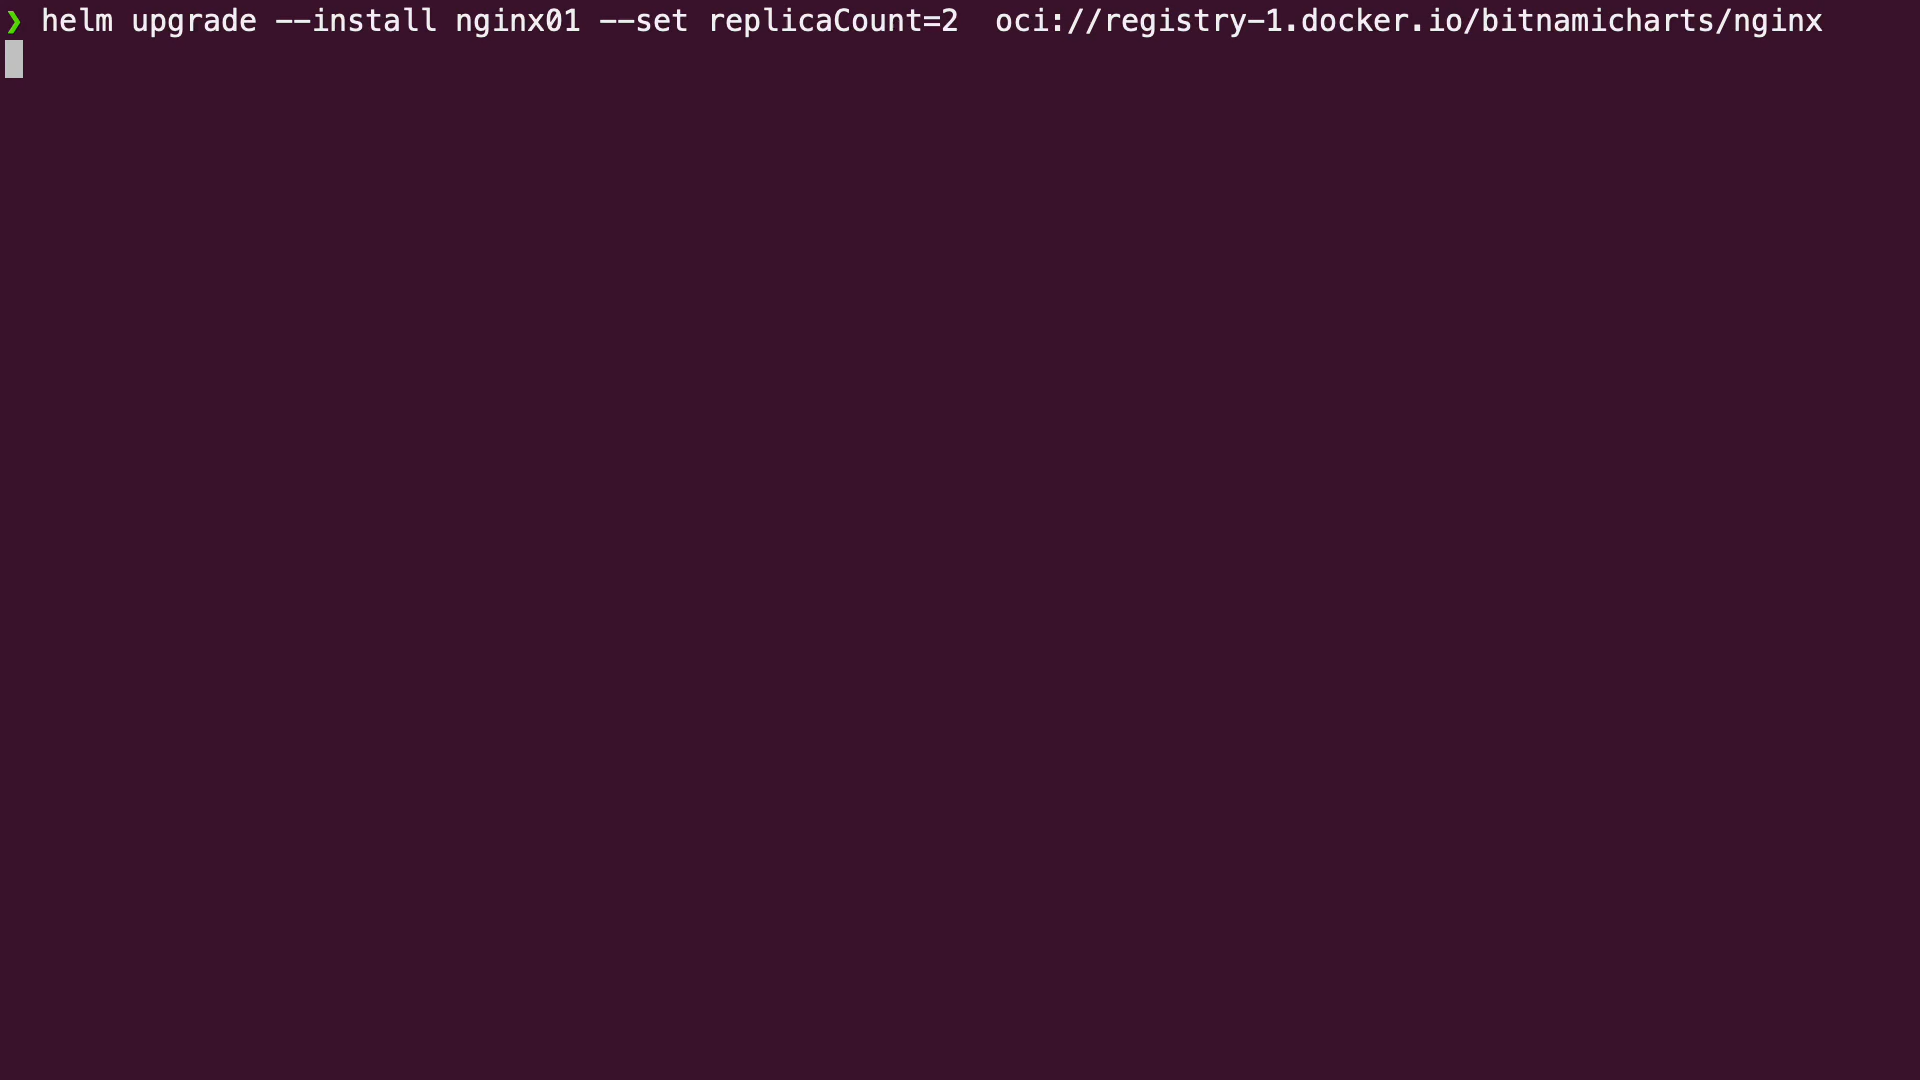 ❯ helm upgrade --install nginx01 --set replicaCount=2  oci://registry-1.docker.io/bitnamicharts/nginx